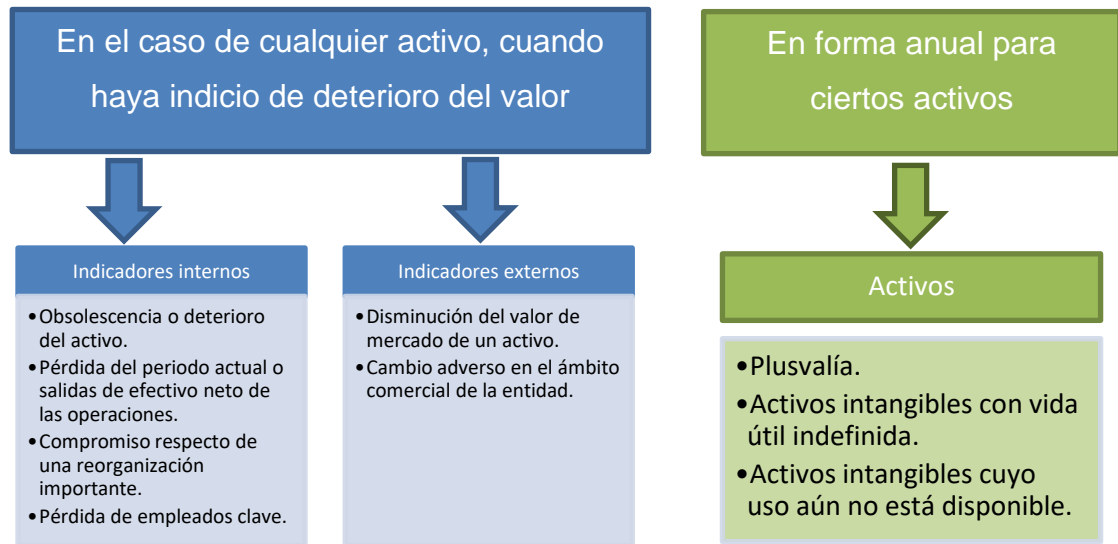 En el caso de cualquier activo, cuando
haya indicio de deterioro del valor
En forma anual para
ciertos activos
Indicadores internos
•Obsolescencia o deterioro
del activo.
•Pérdida del periodo actual o
salidas de efectivo neto de
las operaciones.
•Compromiso respecto de
una reorganización
importante.
•Pérdida de empleados clave.
Indicadores externos
•Disminución del valor de
mercado de un activo.
•Cambio adverso en el ámbito
comercial de la entidad.
Activos
•Plusvalía.
•Activos intangibles con vida
útil indefinida.
•Activos intangibles cuyo
uso aún no está disponible.